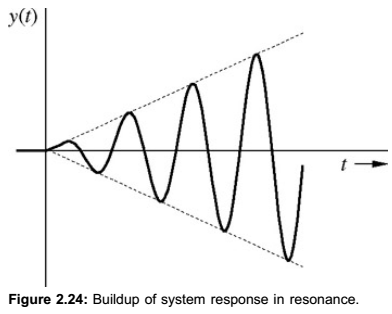 y(t)
t
Figure 2.24: Buildup of system response in resonance.